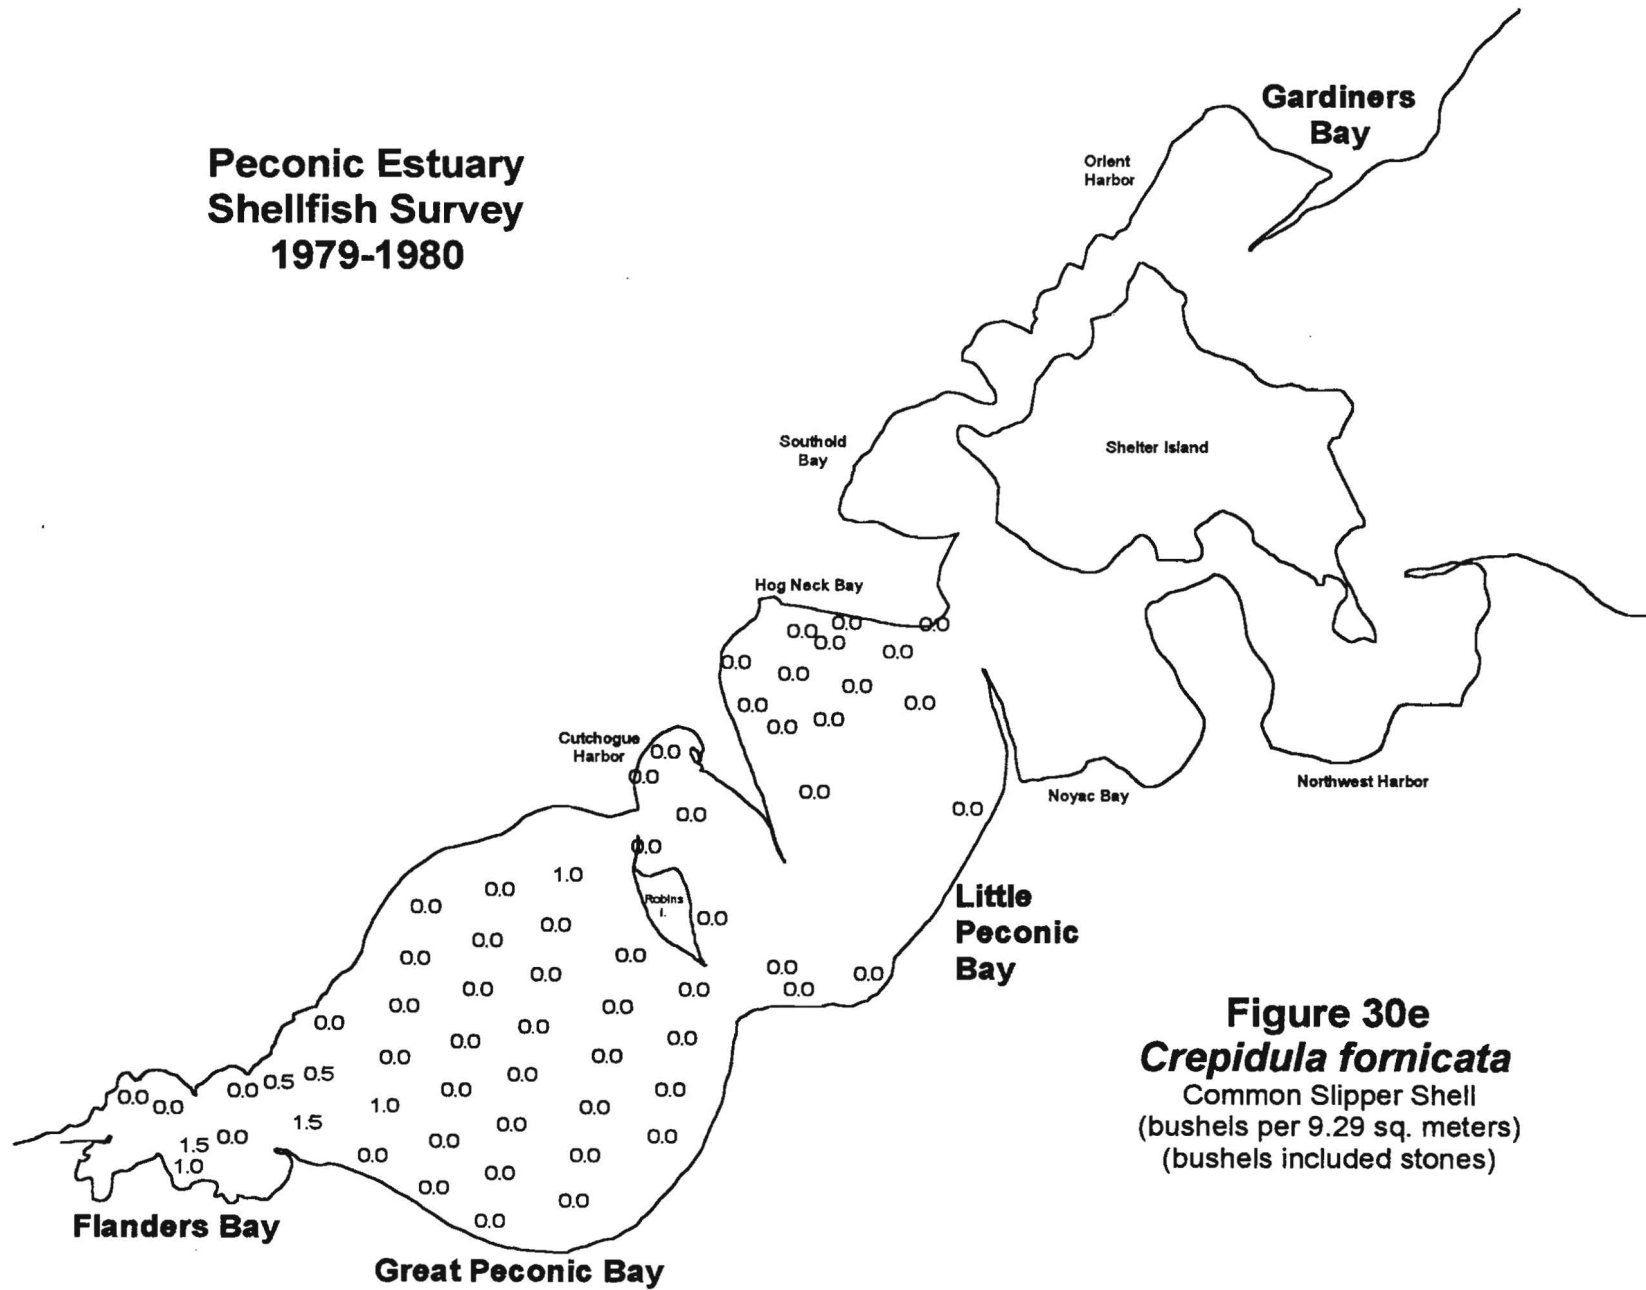 Peconic Estuary
Shellfish Survey
1979-1980
Gardiners
Bay
Orient
Harbor
Southold
Bay
Shelter Island
Hog Neck Bay
0.0 0.0 0.0
0.0 0.0
0.0 0.0 0.0
0.0 0.0 0.0 0.0
Cutchogue
Harbor
0.0
0.0
0.0 0.0
0.0
0.0
Noyac Bay
Northwest Harbor
1.0
0.0
0.0
Robins
I.
0.0
Little
Peconic
Bay
0.0
0.0
0.0
0.0
0.0 0.0
0.0 0.0
0.0 0.0 0.0
0.0 0.0
0.0 0.0
0.0 0.0
0.0 0.0
0.5 0.5 0.0
0.0 0.0 0.0
0.0 0.0
1.0 0.0
1.5 0.0
1.5 0.0 0.0 0.0
1.0 0.0 0.0
0.0 0.0
0.0
0.0
Flanders Bay
Great Peconic Bay
Figure 30e
Crepidula fornicata
Common Slipper Shell
(bushels per 9.29 sq. meters)
(bushels included stones)